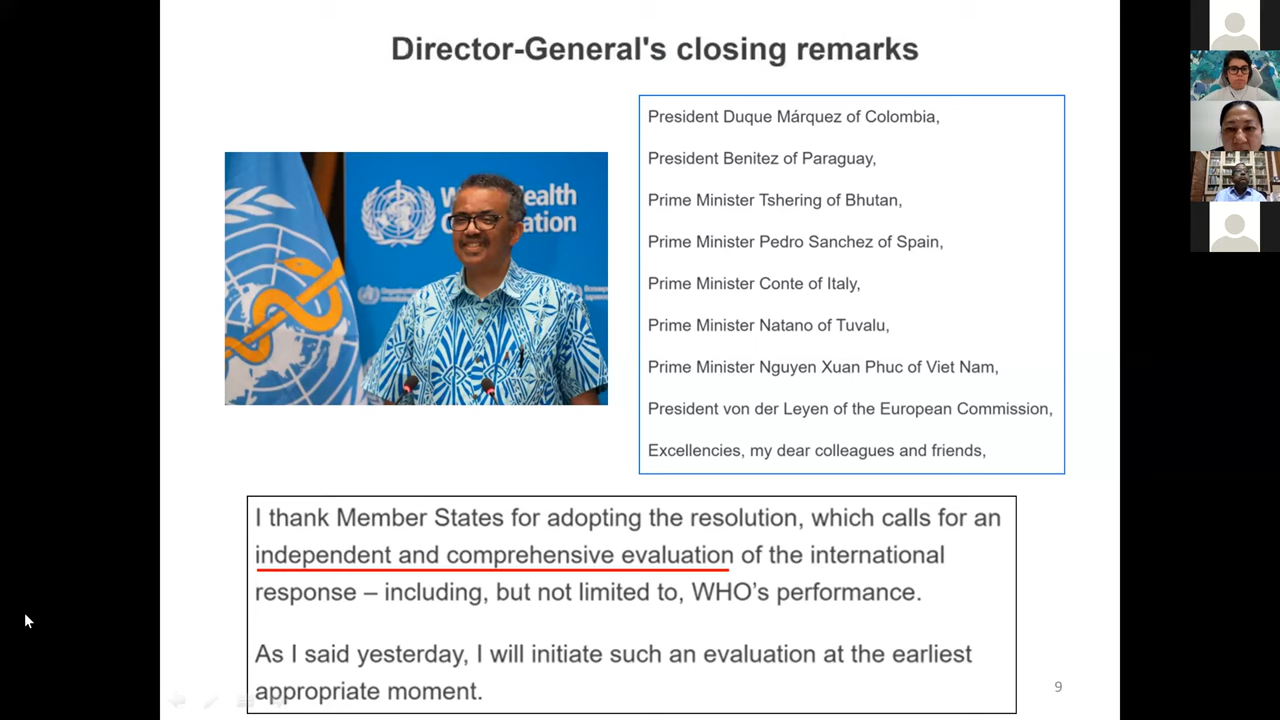 Director-General's closing remarks
President Duque Márquez of Colombia,
President Benitez of Paraguay,
Prime Minister Tshering of Bhutan,
Prime Minister Pedro Sanchez of Spain,
Prime Minister Conte of Italy,
Prime Minister Natano of Tuvalu,
Prime Minister Nguyen Xuan Phuc of Viet Nam,
President von der Leyen of the European Commission,
Excellencies, my dear colleagues and friends,
I thank Member States for adopting the resolution, which calls for an
independent and comprehensive evaluation of the international
response – including, but not limited to, WHO’s performance.
As I said yesterday, I will initiate such an evaluation at the earliest
appropriate moment.
9